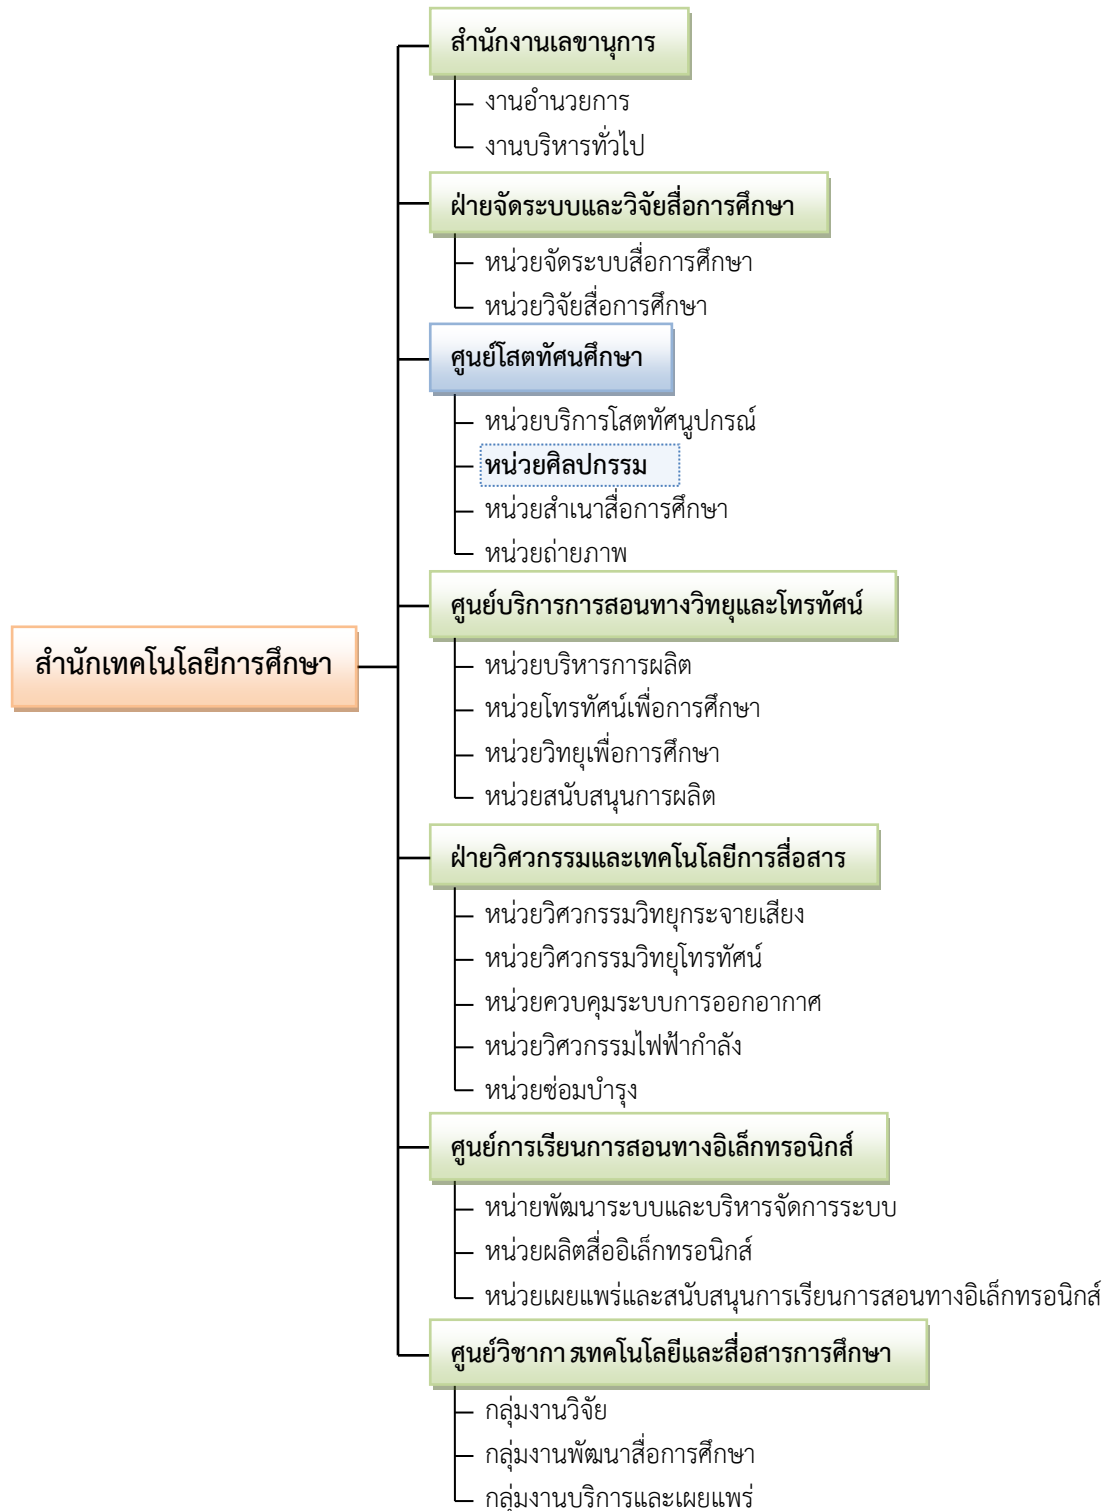 สำนักงานเลขานุการ
งานอำนวยการ
งานบริหารทั่วไป
ฝ่ายจัดระบบและวิจัยสื่อการศึกษา
หน่วยจัดระบบสื่อการศึกษา
หน่วยวิจัยสื่อการศึกษา
ศูนย์โสตทัศนศึกษา
หน่วยบริการโสตทัศนูปกรณ์
หน่วยศิลปกรรม
หน่วยสำเนาสื่อการศึกษา
หน่วยถ่ายภาพ
ศูนย์บริการการสอนทางวิทยุและโทรทัศน์
สำนักเทคโนโลยีการศึกษา
หน่วยบริหารการผลิต
หน่วยโทรทัศน์เพื่อการศึกษา
หน่วยวิทยุเพื่อการศึกษา
หน่วยสนับสนุนการผลิต
ฝ่ายวิศวกรรมและเทคโนโลยีการสื่อสาร
หน่วยวิศวกรรมวิทยุกระจายเสียง
หน่วยวิศวกรรมวิทยุโทรทัศน์
หน่วยควบคุมระบบการออกอากาศ
หน่วยวิศวกรรมไฟฟ้ากำลัง
หน่วยซ่อมบำรุง
ศูนย์การเรียนการสอนทางอิเล็กทรอนิกส์
หน่ายพัฒนาระบบและบริหารจัดการระบบ
หน่วยผลิตสื่ออิเล็กทรอนิกส์
หน่วยเผยแพร่และสนับสนุนการเรียนการสอนทางอิเล็กทรอนิกส์
ศูนย์วิชาการเทคโนโลยีและสื่อสารการศึกษา
กลุ่มงานวิจัย
กลุ่มงานพัฒนาสื่อการศึกษา
กลุ่มงานบริการและเผยแพร่